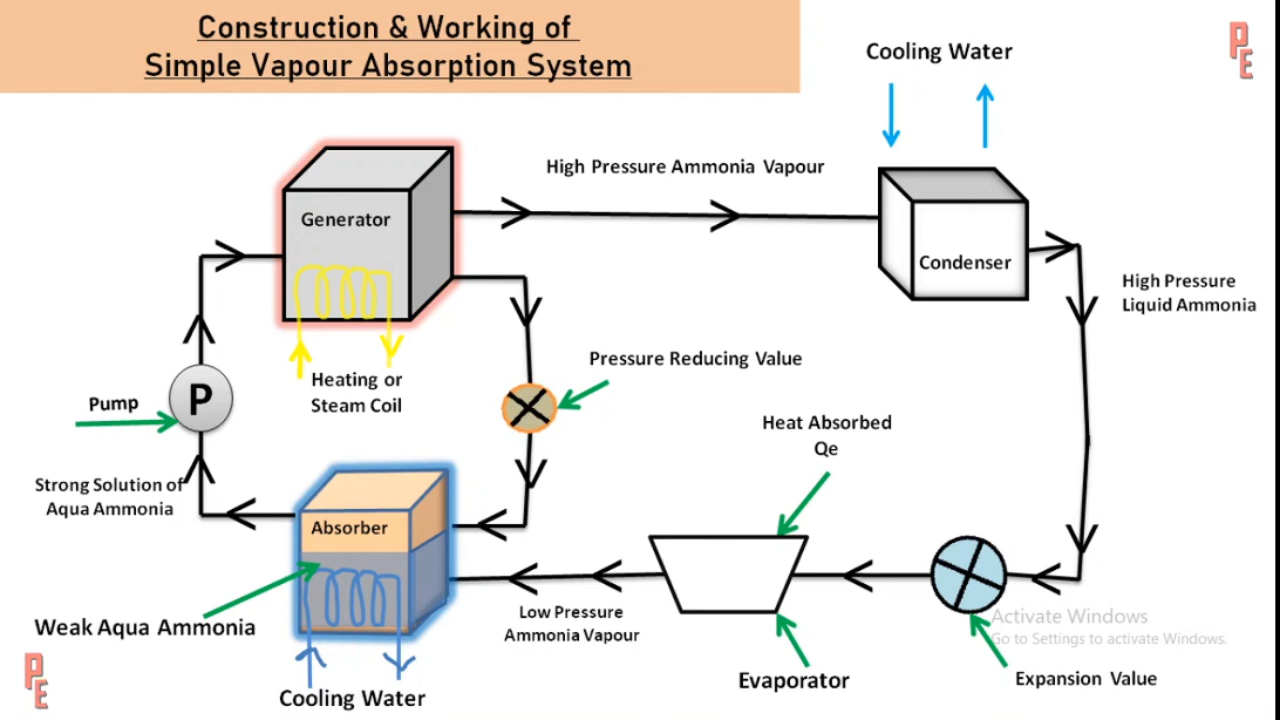 Construction & Working of
Simple Vapour Absorption System
Cooling Water
PE
High Pressure Ammonia Vapour
Generator
Condenser
High Pressure
Liquid Ammonia
Pressure Reducing Value
Heating or
Steam Coil
Pump
P
Heat Absorbed
Qe
Strong Solution of
Aqua Ammonia
Absorber
Low Pressure
Ammonia Vapour
Activate Windows
Go to Settings to activate Windows.
Weak Aqua Ammonia
Evaporator
Expansion Value
Cooling Water
PE